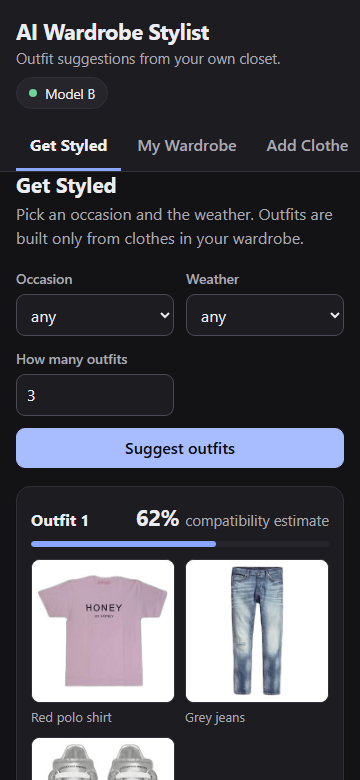 AI Wardrobe Stylist
Outfit suggestions from your own closet.
Model B
Get Styled My Wardrobe Add Clothe
Get Styled
Pick an occasion and the weather. Outfits are
built only from clothes in your wardrobe.
Occasion Weather
any any
How many outfits
3
Suggest outfits
Outfit 1 62% compatibility estimate
HONEY
Red polo shirt Grey jeans